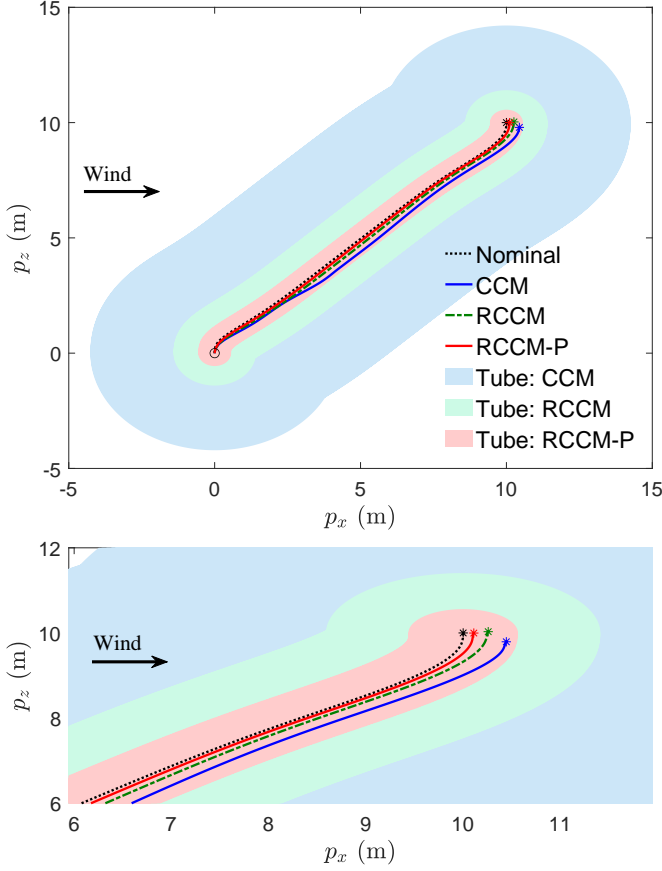 15
10
5
0
-5
p_z (m)
Wind
Nominal
CCM
RCCM
RCCM-P
Tube: CCM
Tube: RCCM
Tube: RCCM-P
-5 0 5 10 15
p_x (m)
12
10
8
6
p_z (m)
Wind
6 7 8 9 10 11
p_x (m)